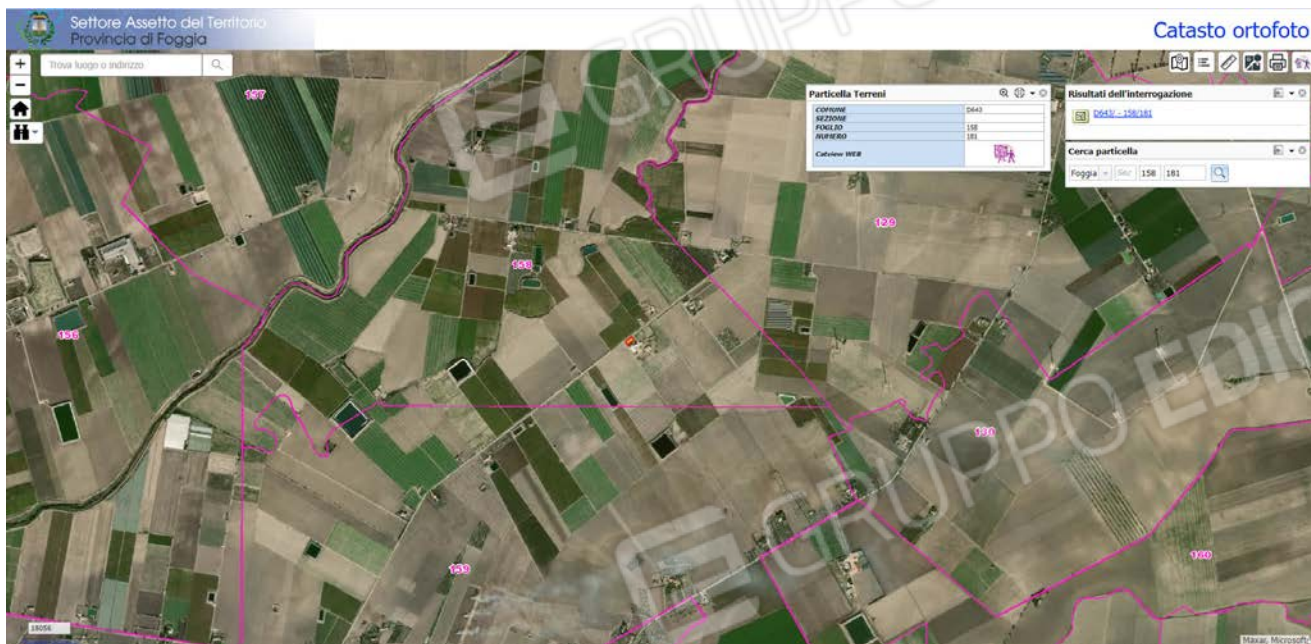 Settore Assetto del Territorio
Provincia di Foggia
Catasto ortofoto
Trova luogo o indirizzo
Particella Terreni
COMUNE D643
SEZIONE
FOGLIO 158
NUMERO 181
Catview WEB
Risultati dell'interrogazione
D643/ - 158/181
Cerca particella
Foggia Sez 158 181
157
129
158
156
130
160
159
18056
Maxar, Microsoft
GRUPPO
GRUPPO EDIC